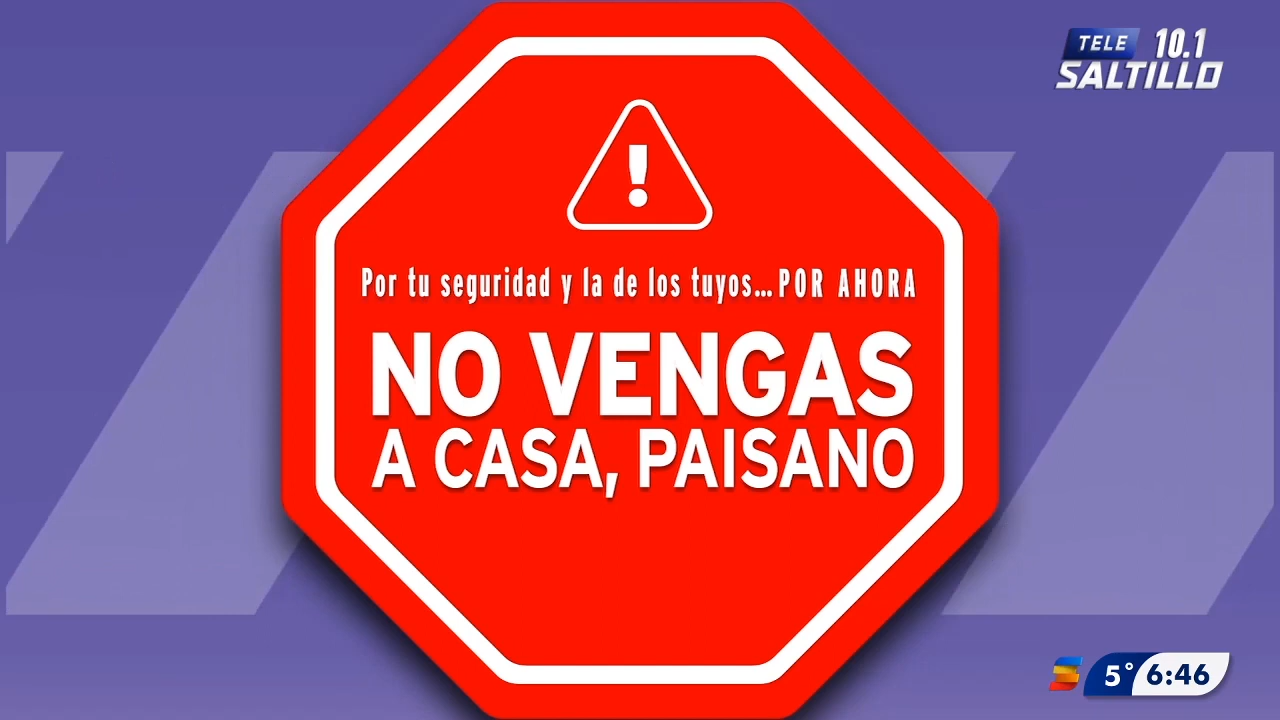 TELE 10.1
SALTILLO
!
Por tu seguridad y la de los tuyos... POR AHORA
NO VENGAS
A CASA, PAISANO
5° 6:46